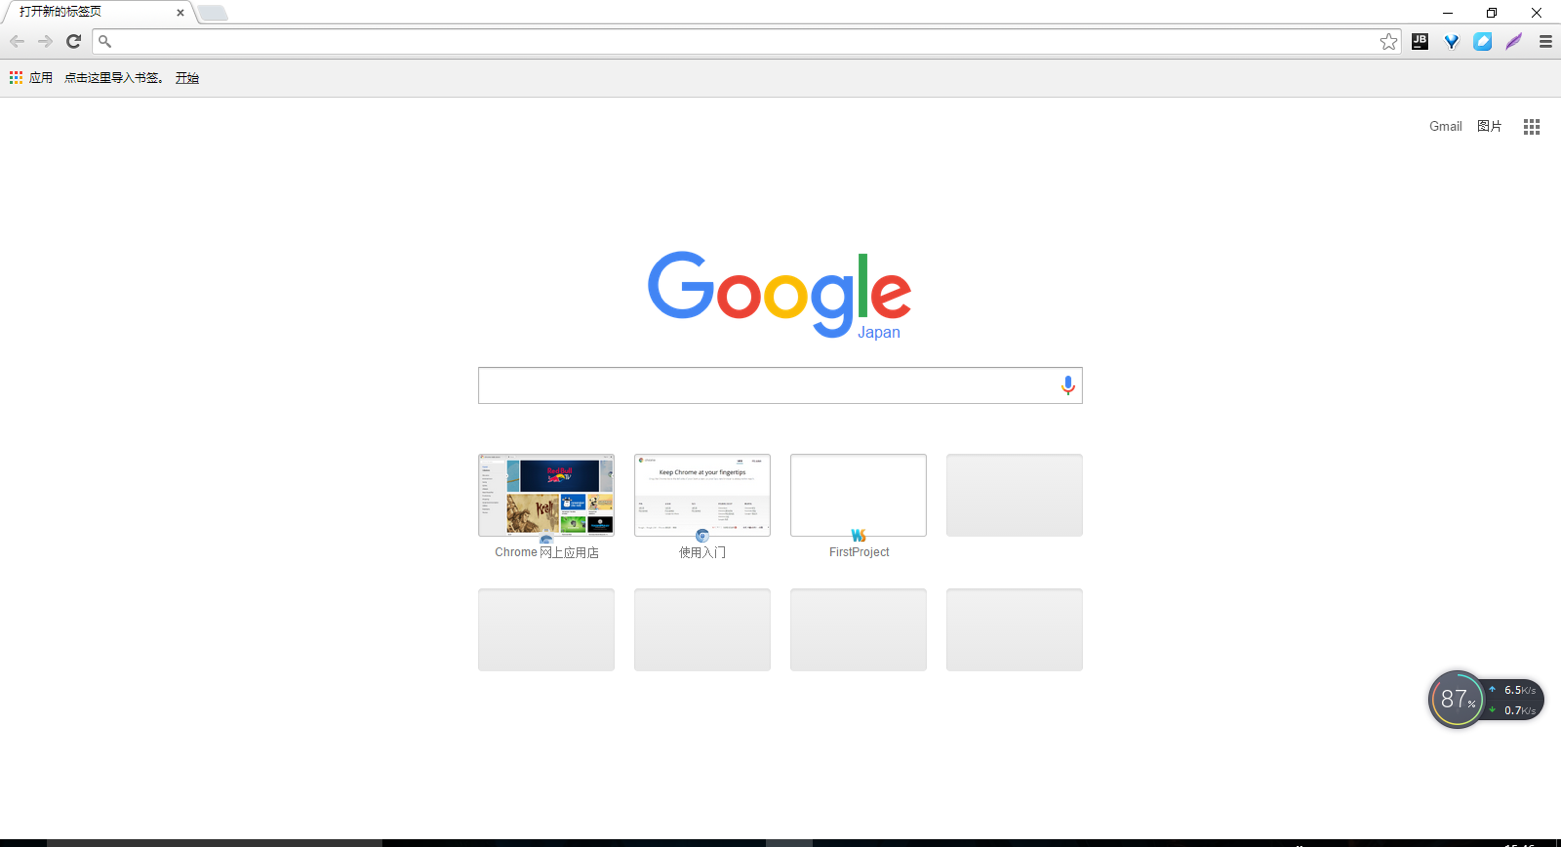 打开新的标签页
JB
应用 点击这里导入书签。 开始
Gmail 图片
Google
Japan
RedBull
Keep Chrome at your fingertips
Chrome 网上应用店
使用入门
WS
FirstProject
87%
6.5K/s
0.7K/s